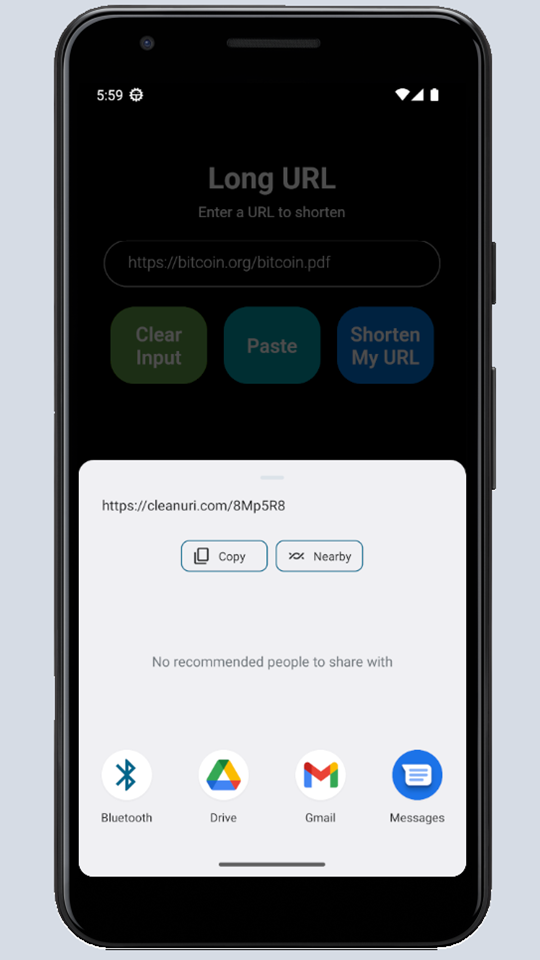 5:59
Long URL
Enter a URL to shorten
https://bitcoin.org/bitcoin.pdf
Clear
Input
Paste
Shorten
My URL
https://cleanuri.com/8Mp5R8
Copy
Nearby
No recommended people to share with
Bluetooth
Drive
Gmail
Messages